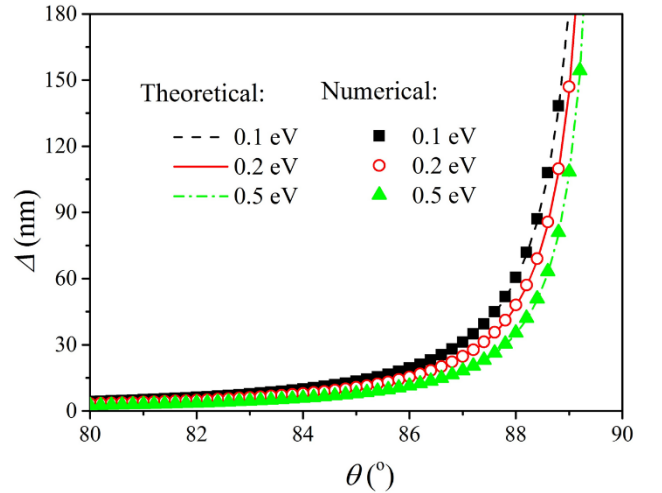 180
150
120
90
60
30
0
Δ (nm)
Theoretical:
0.1 eV
0.2 eV
0.5 eV
Numerical:
0.1 eV
0.2 eV
0.5 eV
80 82 84 86 88 90
θ (°)